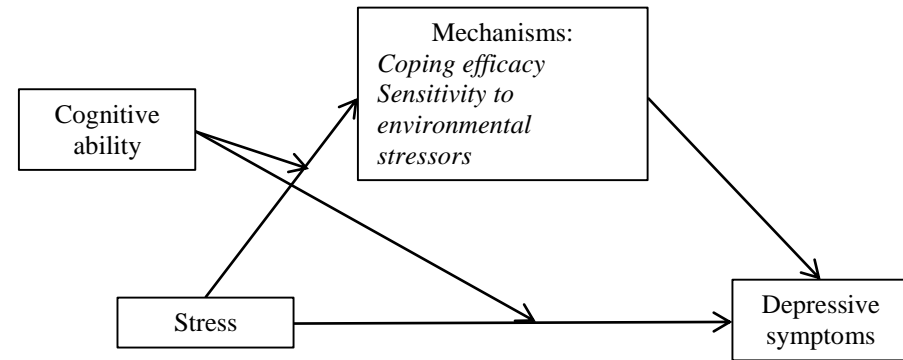 Mechanisms:
Coping efficacy
Sensitivity to
environmental
stressors
Cognitive
ability
Stress
Depressive
symptoms